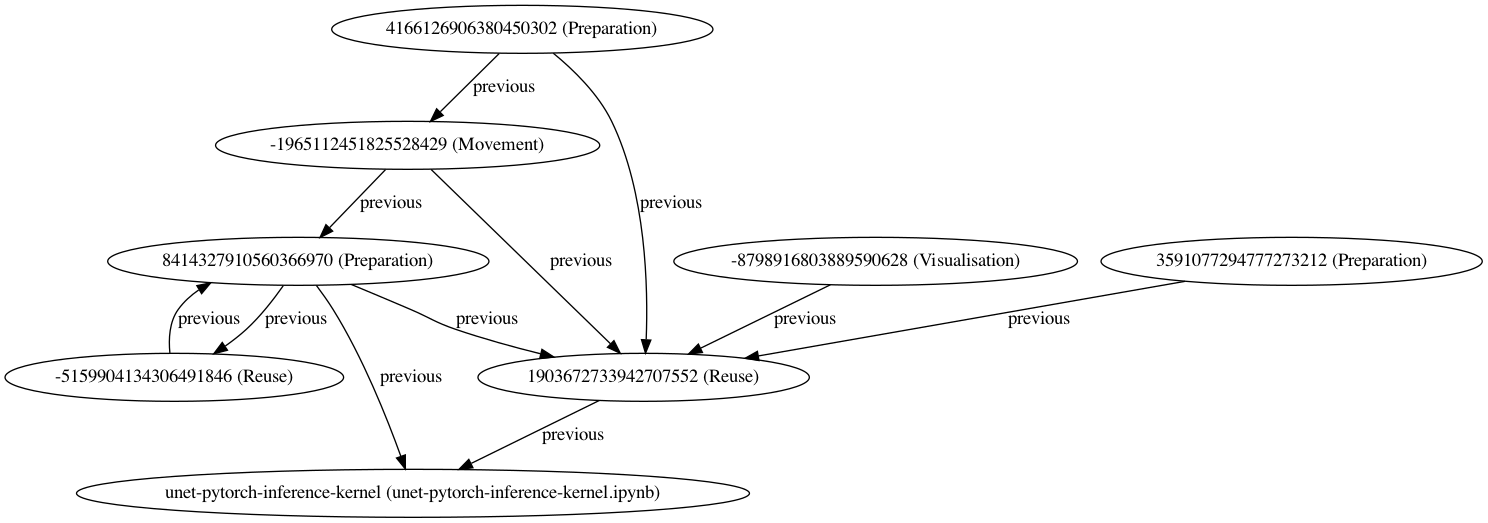 4166126906380450302 (Preparation)
previous
-1965112451825528429 (Movement)
previous
previous
8414327910560366970 (Preparation)
previous
-8798916803889590628 (Visualisation)
3591077294777273212 (Preparation)
previous
previous
previous
previous
previous
-5159904134306491846 (Reuse)
previous
1903672733942707552 (Reuse)
previous
unet-pytorch-inference-kernel (unet-pytorch-inference-kernel.ipynb)